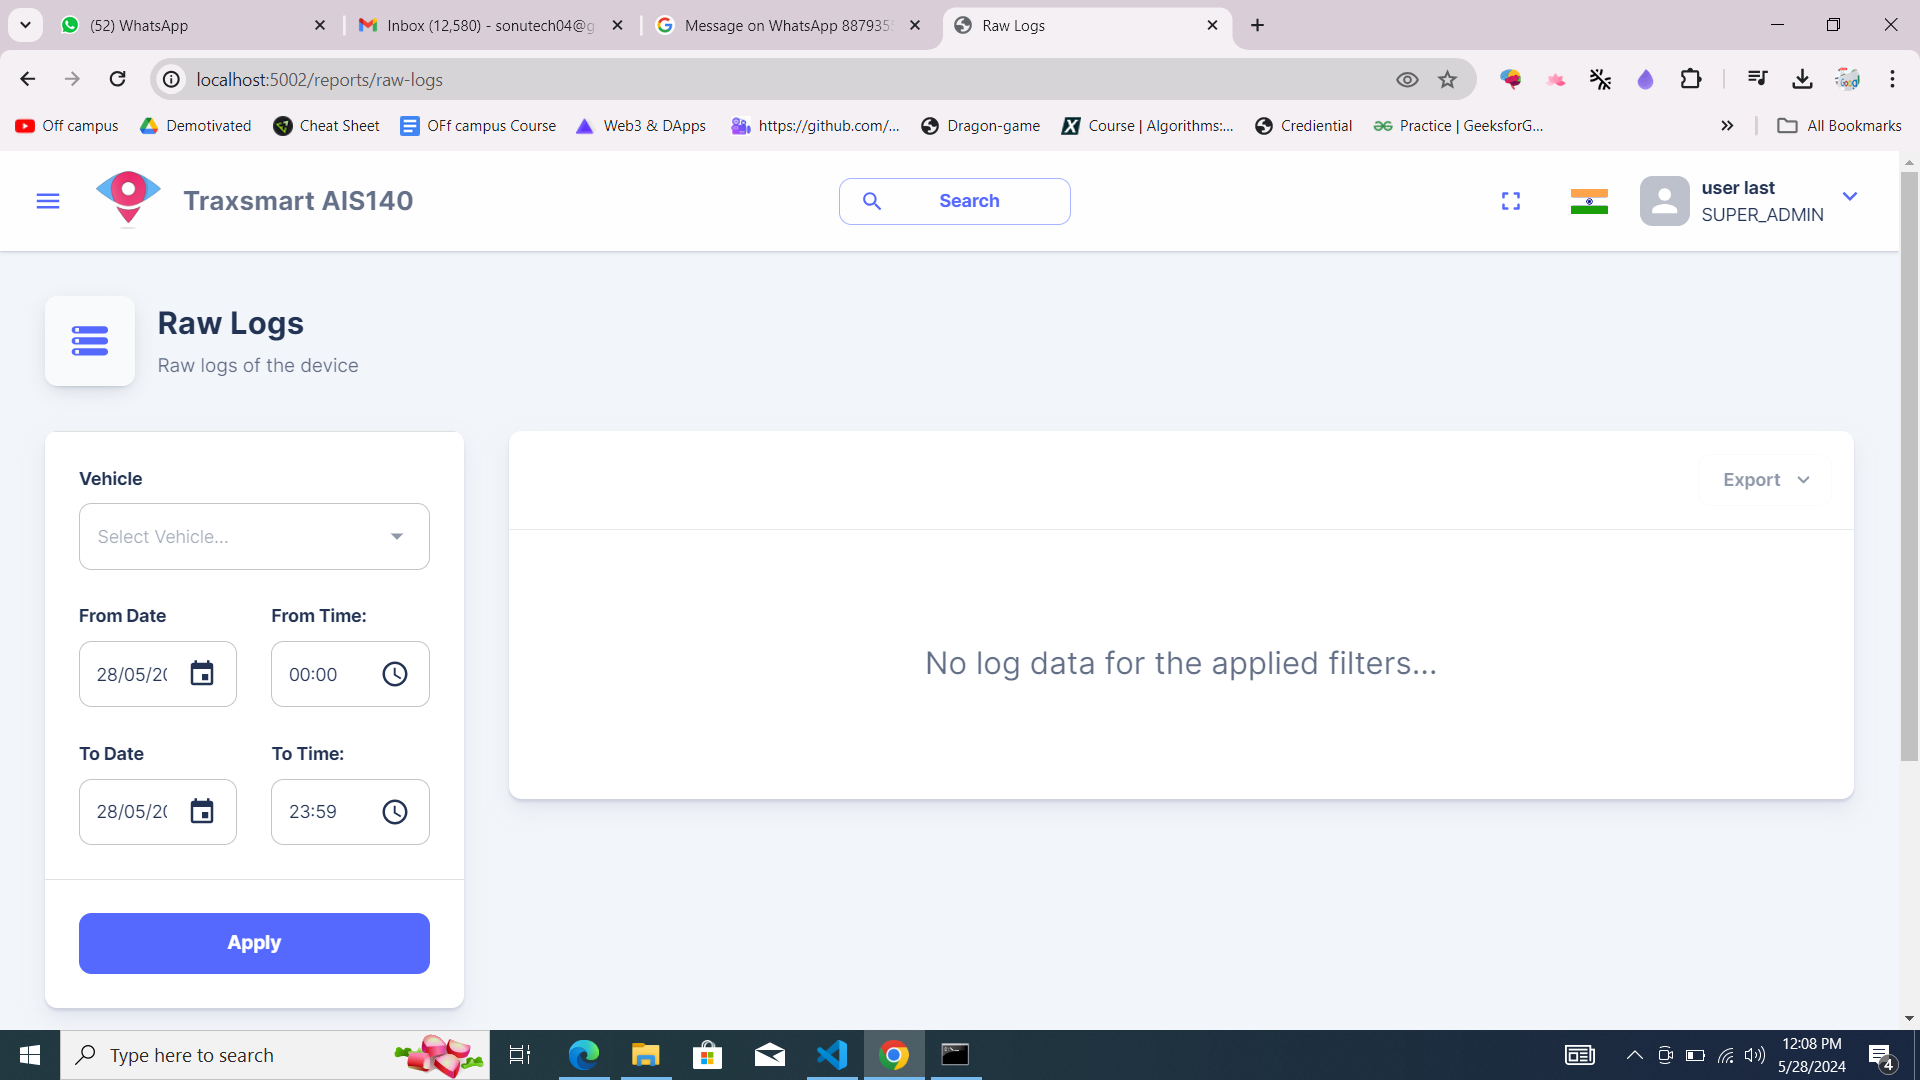 (52) WhatsApp
Inbox (12,580) - sonutech04@g
Message on WhatsApp 887935
Raw Logs
localhost:5002/reports/raw-logs
Off campus
Demotivated
Cheat Sheet
OFf campus Course
Web3 & DApps
https://github.com/...
Dragon-game
Course | Algorithms:...
Crediential
Practice | GeeksforG...
All Bookmarks
Traxsmart AIS140
Search
user last
SUPER_ADMIN
Raw Logs
Raw logs of the device
Vehicle
Select Vehicle...
From Date
From Time:
28/05/20
00:00
To Date
To Time:
28/05/20
23:59
Apply
Export
No log data for the applied filters...
Type here to search
12:08 PM
5/28/2024
4